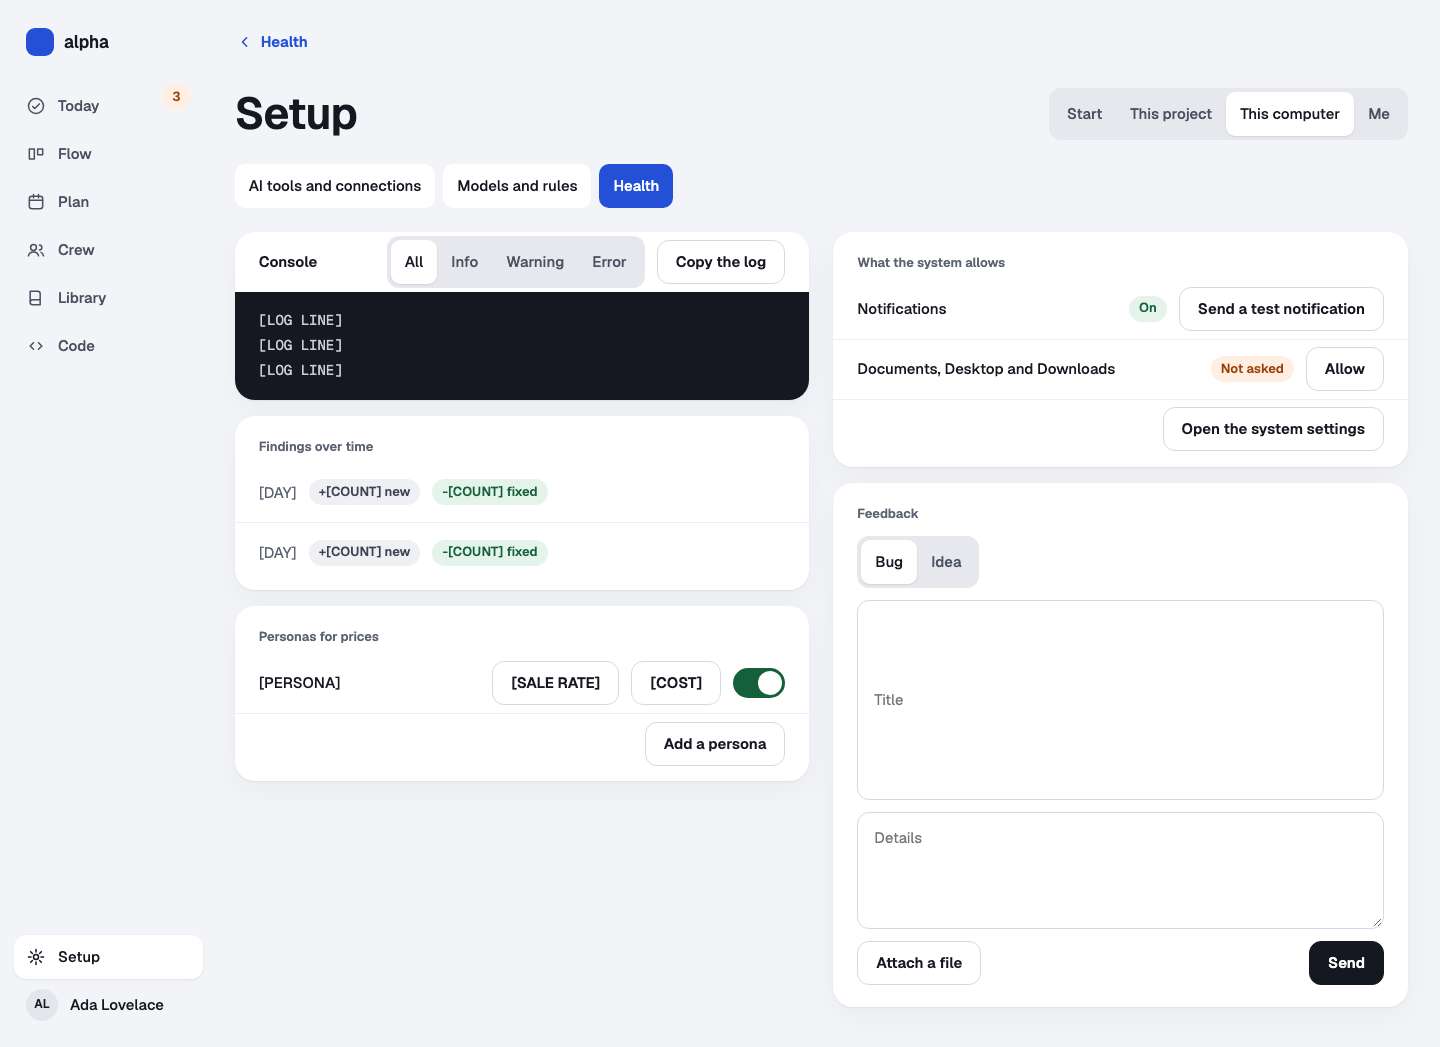 alpha
Today
3
Flow
Plan
Crew
Library
Code
Setup
AL
Ada Lovelace
Health
Setup
Start
This project
This computer
Me
AI tools and connections
Models and rules
Health
Console
All
Info
Warning
Error
Copy the log
[LOG LINE]
[LOG LINE]
[LOG LINE]
Findings over time
[DAY]
+[COUNT] new
-[COUNT] fixed
[DAY]
+[COUNT] new
-[COUNT] fixed
Personas for prices
[PERSONA]
[SALE RATE]
[COST]
Add a persona
What the system allows
Notifications
On
Send a test notification
Documents, Desktop and Downloads
Not asked
Allow
Open the system settings
Feedback
Bug
Idea
Title
Details
Attach a file
Send